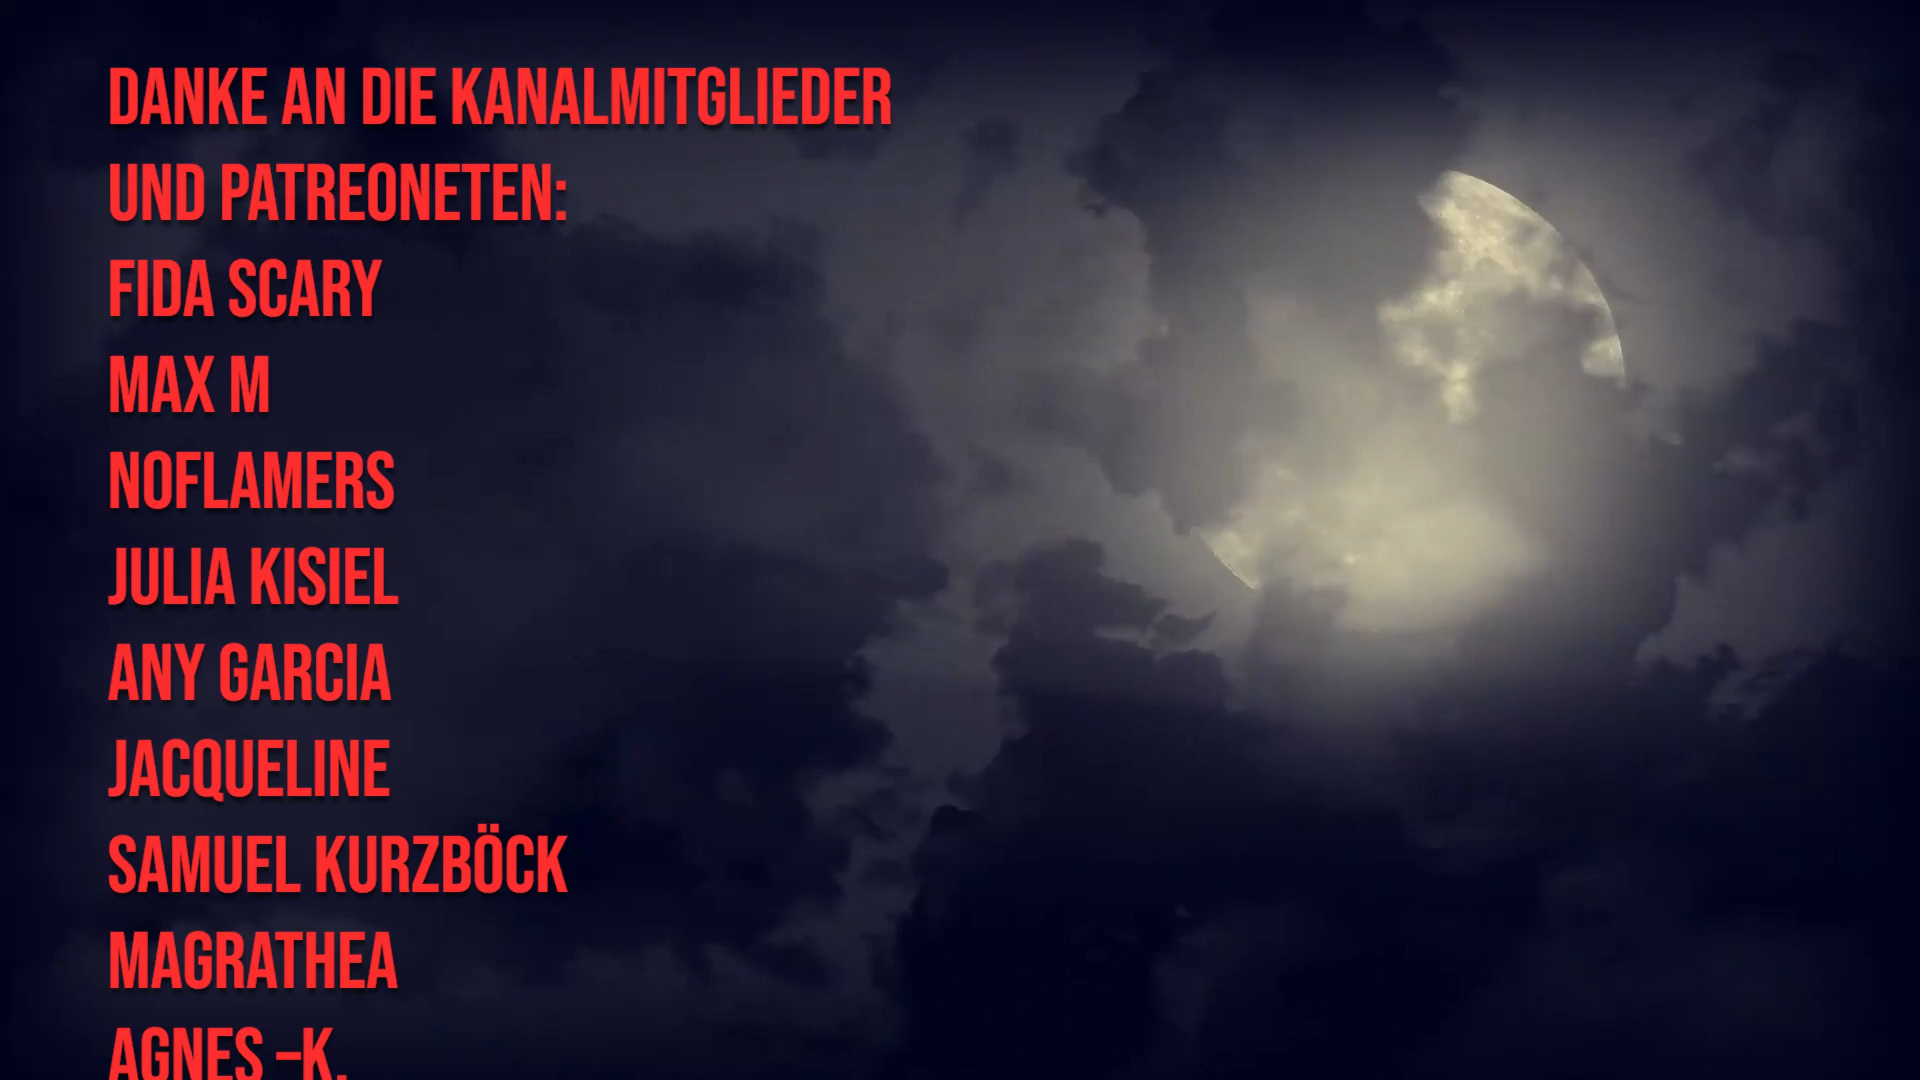 DANKE AN DIE KANALMITGLIEDER
UND PATREONETEN:
FIDA SCARY
MAX M
NOFLAMERS
JULIA KISIEL
ANY GARCIA
JACQUELINE
SAMUEL KURZBÖCK
MAGRATHEA
AGNES –K.